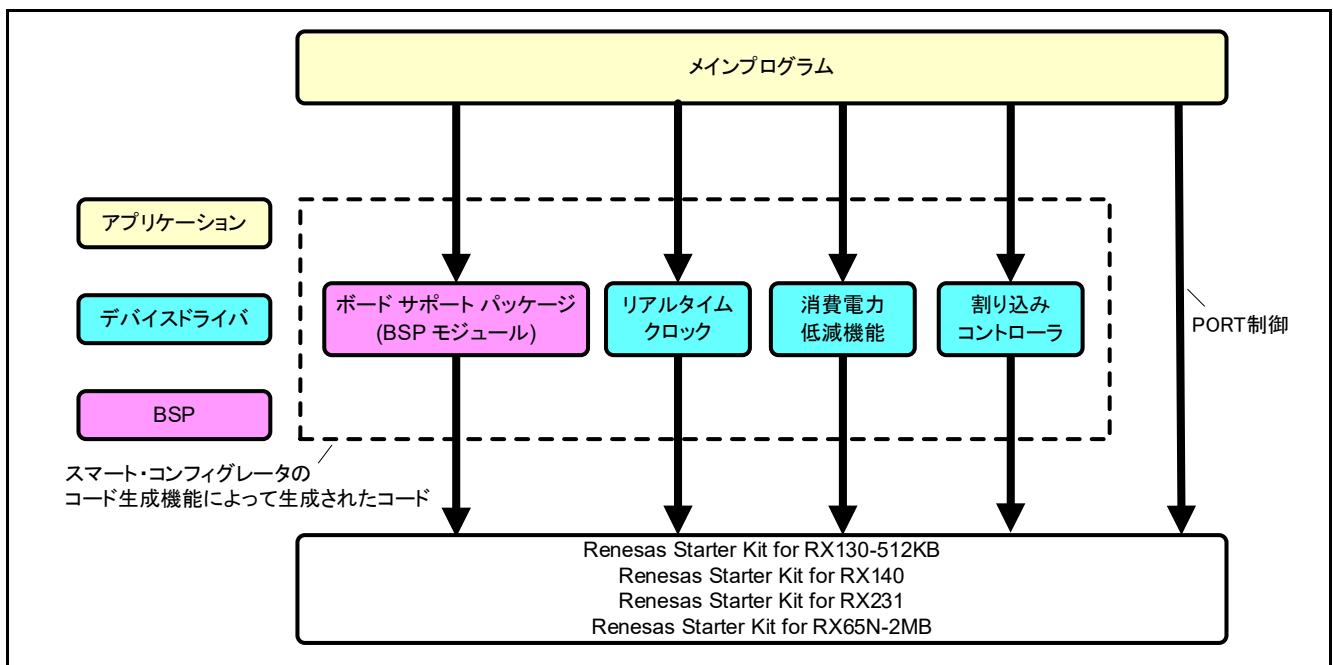 メインプログラム
アプリケーション
デバイスドライバ
BSP
ボード サポート パッケージ
(BSP モジュール)
リアルタイム
クロック
消費電力
低減機能
割り込み
コントローラ
PORT制御
スマート・コンフィグレータの
コード生成機能によって生成されたコード
Renesas Starter Kit for RX130-512KB
Renesas Starter Kit for RX140
Renesas Starter Kit for RX231
Renesas Starter Kit for RX65N-2MB